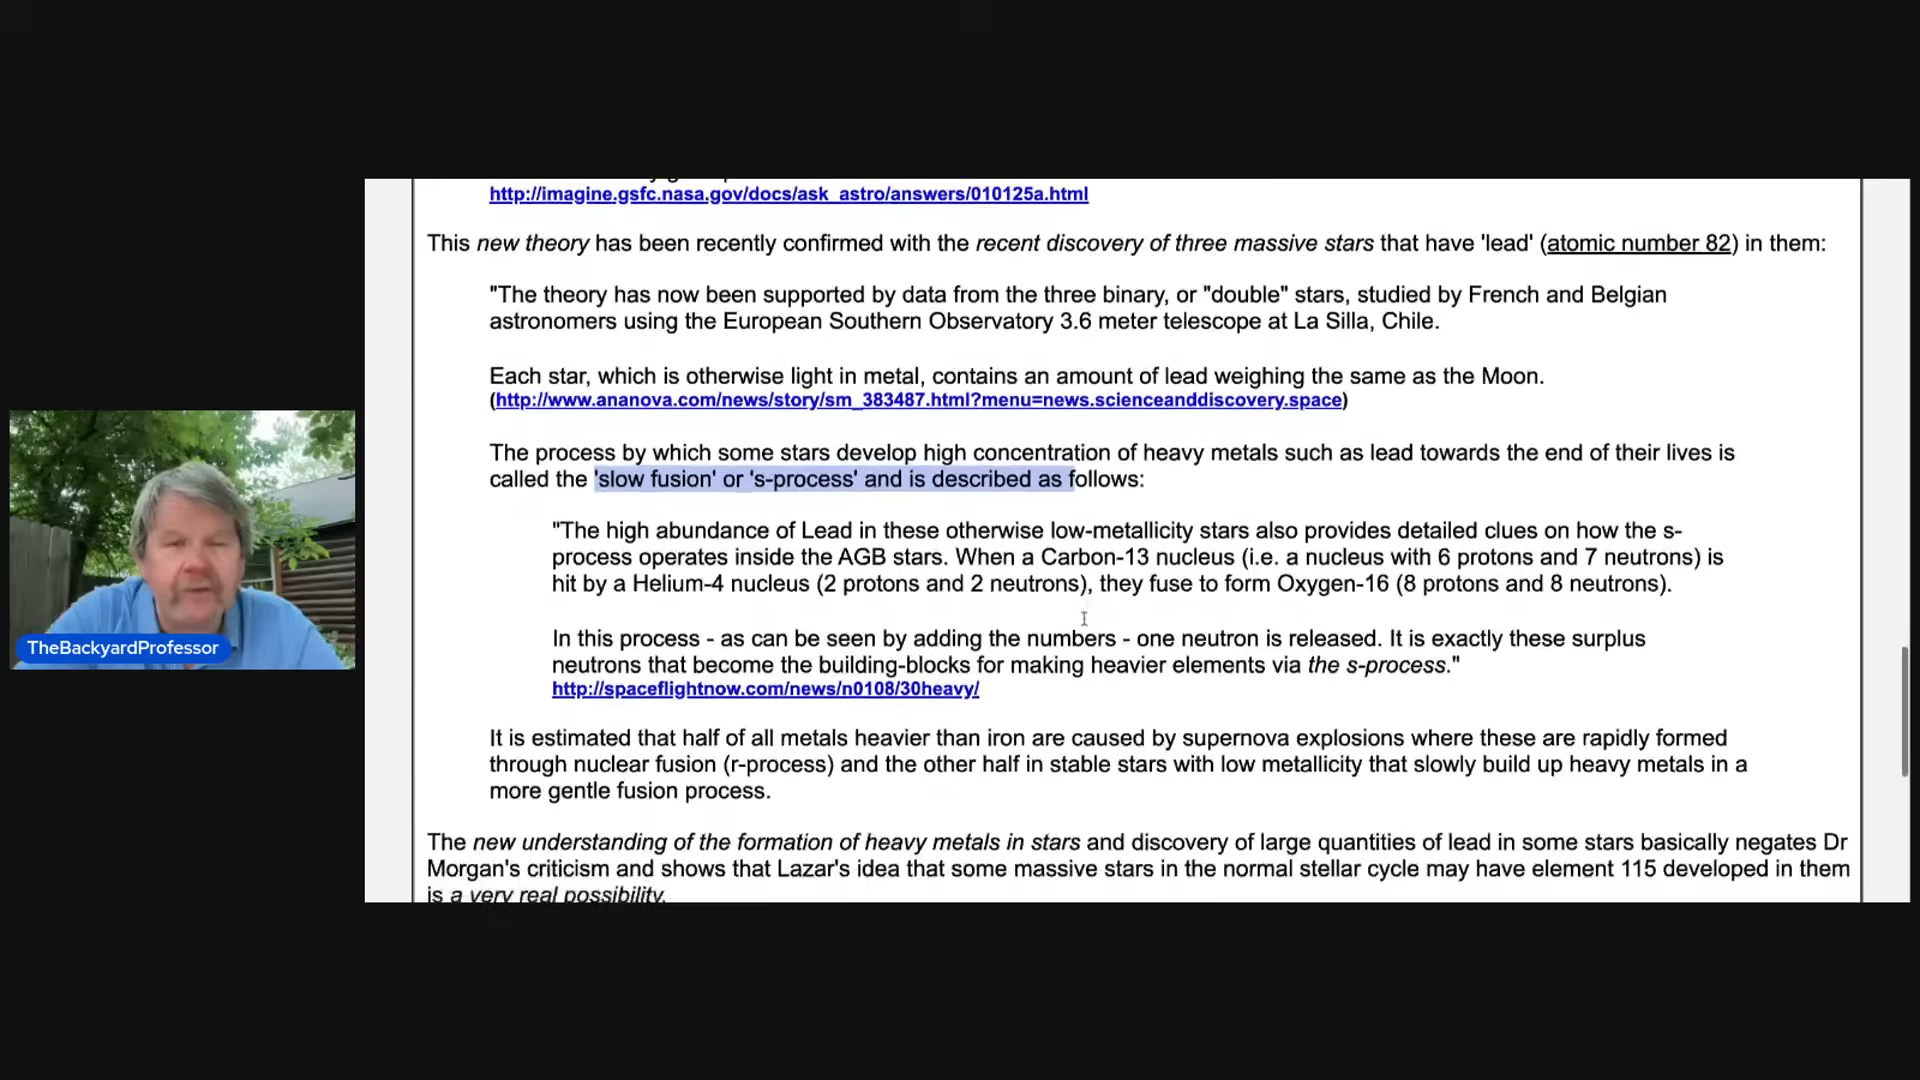 http://imagine.gsfc.nasa.gov/docs/ask_astro/answers/010125a.html
This new theory has been recently confirmed with the recent discovery of three massive stars that have 'lead' (atomic number 82) in them:
"The theory has now been supported by data from the three binary, or "double" stars, studied by French and Belgian
astronomers using the European Southern Observatory 3.6 meter telescope at La Silla, Chile.
Each star, which is otherwise light in metal, contains an amount of lead weighing the same as the Moon.
(http://www.ananova.com/news/story/sm_383487.html?menu=news.scienceanddiscovery.space)
The process by which some stars develop high concentration of heavy metals such as lead towards the end of their lives is
called the 'slow fusion' or 's-process' and is described as follows:
"The high abundance of Lead in these otherwise low-metallicity stars also provides detailed clues on how the s-
process operates inside the AGB stars. When a Carbon-13 nucleus (i.e. a nucleus with 6 protons and 7 neutrons) is
hit by a Helium-4 nucleus (2 protons and 2 neutrons), they fuse to form Oxygen-16 (8 protons and 8 neutrons).
In this process - as can be seen by adding the numbers - one neutron is released. It is exactly these surplus
neutrons that become the building-blocks for making heavier elements via the s-process."
http://spaceflightnow.com/news/n0108/30heavy/
It is estimated that half of all metals heavier than iron are caused by supernova explosions where these are rapidly formed
through nuclear fusion (r-process) and the other half in stable stars with low metallicity that slowly build up heavy metals in a
more gentle fusion process.
The new understanding of the formation of heavy metals in stars and discovery of large quantities of lead in some stars basically negates Dr
Morgan's criticism and shows that Lazar's idea that some massive stars in the normal stellar cycle may have element 115 developed in them
is a very real possibility.
TheBackyardProfessor